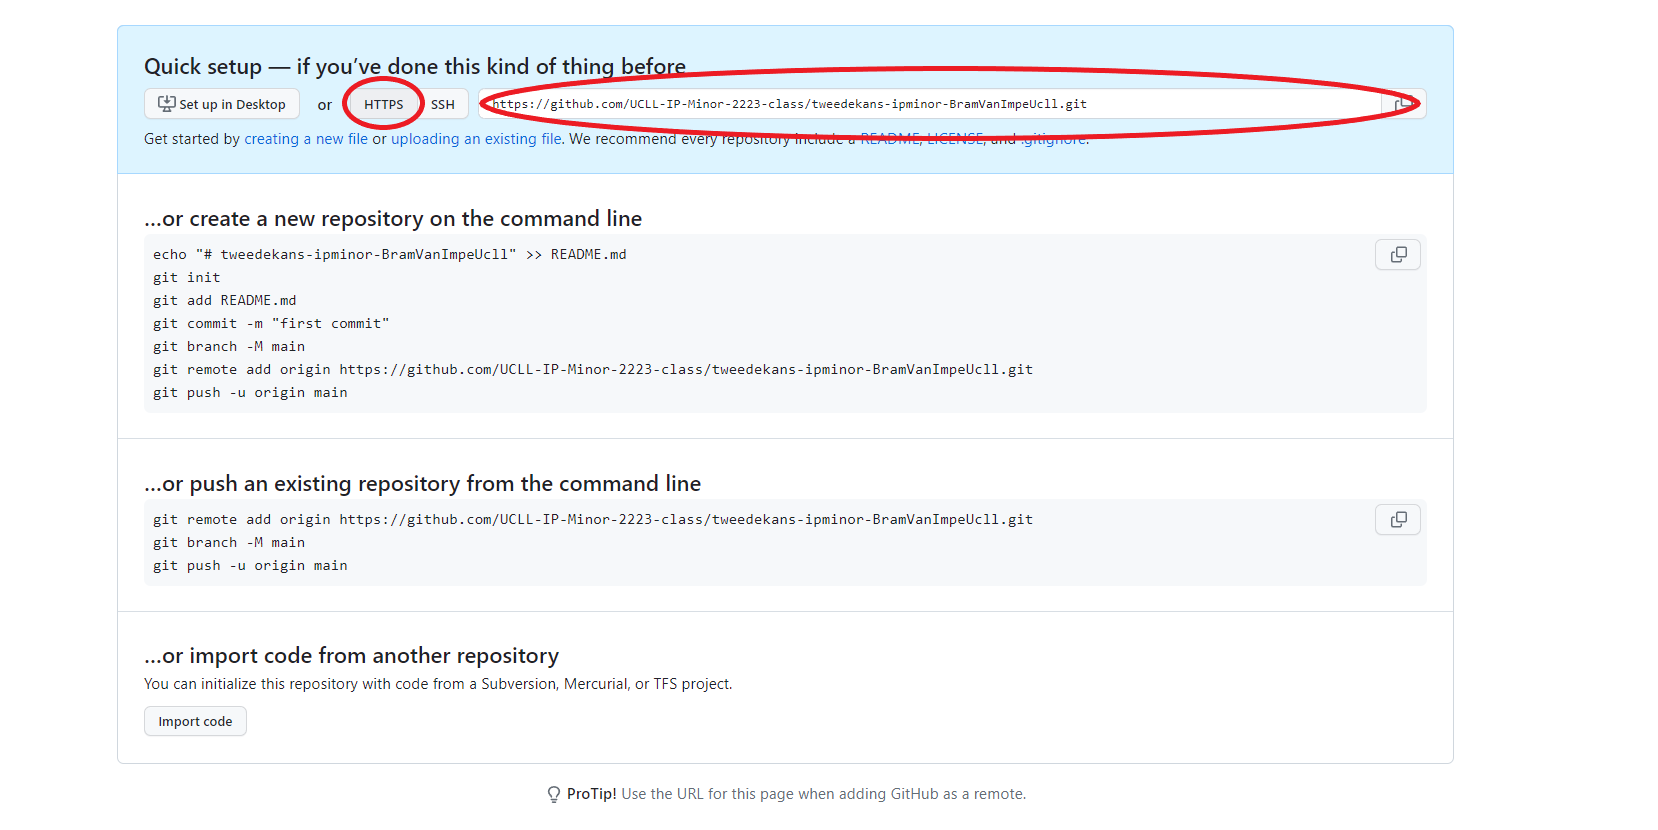 Quick setup — if you’ve done this kind of thing before
Set up in Desktop or HTTPS SSH https://github.com/UCLL-IP-Minor-2223-class/tweedekans-ipminor-BramVanImpeUcll.git
Get started by creating a new file or uploading an existing file. We recommend every repository include a README, LICENSE, and .gitignore.
…or create a new repository on the command line
echo "# tweedekans-ipminor-BramVanImpeUcll" >> README.md
git init
git add README.md
git commit -m "first commit"
git branch -M main
git remote add origin https://github.com/UCLL-IP-Minor-2223-class/tweedekans-ipminor-BramVanImpeUcll.git
git push -u origin main
…or push an existing repository from the command line
git remote add origin https://github.com/UCLL-IP-Minor-2223-class/tweedekans-ipminor-BramVanImpeUcll.git
git branch -M main
git push -u origin main
…or import code from another repository
You can initialize this repository with code from a Subversion, Mercurial, or TFS project.
Import code
ProTip! Use the URL for this page when adding GitHub as a remote.